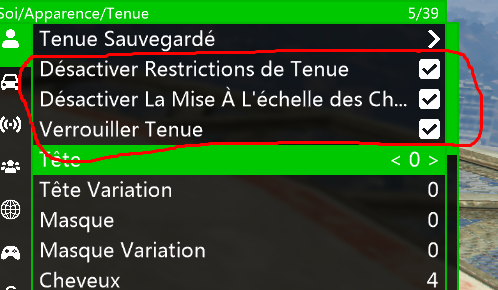 Soi/Apparence/Tenue 5/39
Tenue Sauvegardé
Désactiver Restrictions de Tenue
Désactiver La Mise À L'échelle des Ch...
Verrouiller Tenue
Tête < 0 >
Tête Variation 0
Masque 0
Masque Variation 0
Cheveux 4